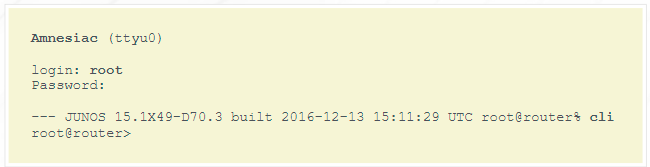 Amnesiac (ttyu0)
login: root
Password:
--- JUNOS 15.1X49-D70.3 built 2016-12-13 15:11:29 UTC root@router% cli
root@router>